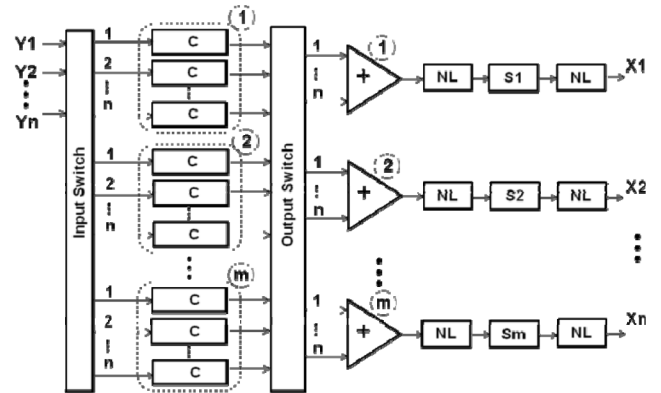 Y1
Y2
Yn
Input Switch
1
2
n
C
C
C
1
1
2
n
C
C
C
2
1
2
n
C
C
C
m
Output Switch
1
n
+
1
NL
S1
NL
X1
1
n
+
2
NL
S2
NL
X2
1
n
+
m
NL
Sm
NL
Xn